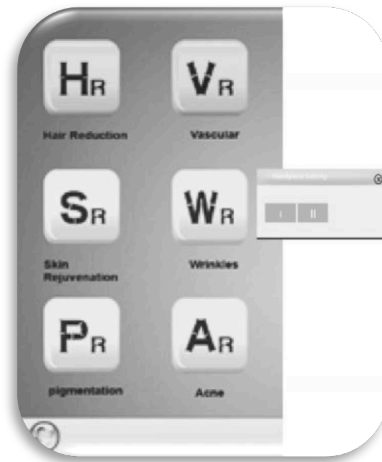 HR VR
Hair Reduction Vascular
SR WR
I II
Skin Wrinkles
Rejuvenation
PR AR
pigmentation Acne